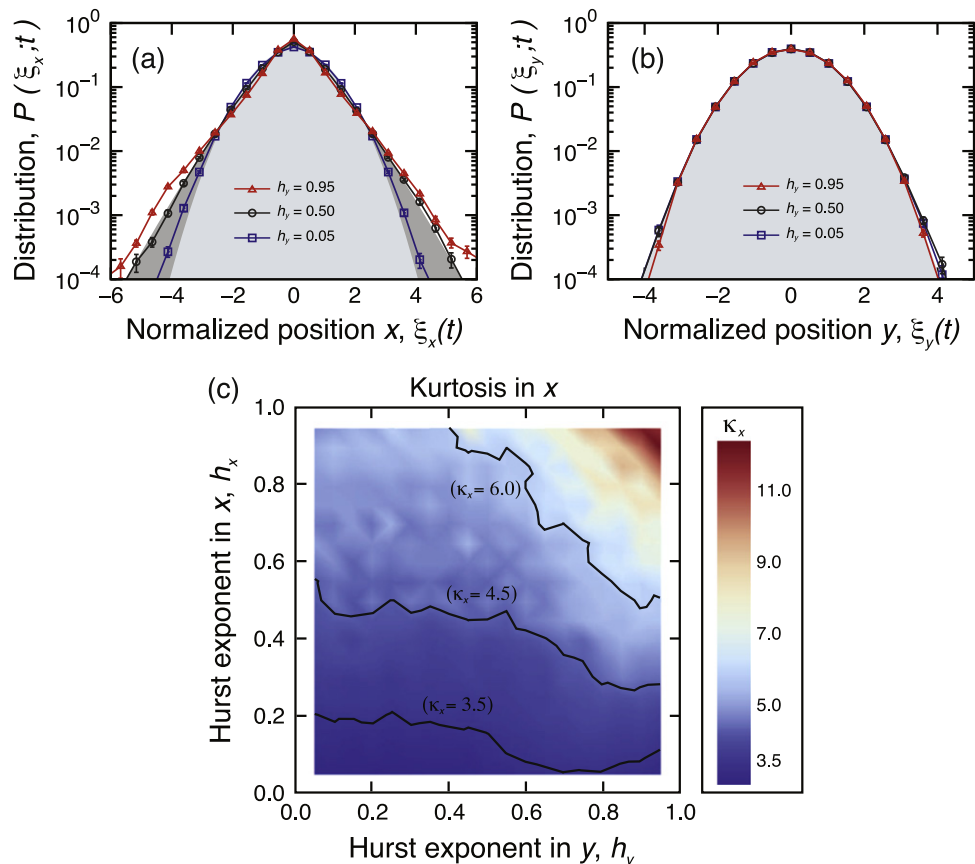 (a)
Distribution, P ( ξx;t)
10⁰
10⁻¹
10⁻²
10⁻³
10⁻⁴
hy = 0.95
hy = 0.50
hy = 0.05
−6 −4 −2 0 2 4 6
Normalized position x, ξx(t)
(b)
Distribution, P ( ξy;t)
10⁰
10⁻¹
10⁻²
10⁻³
10⁻⁴
hy = 0.95
hy = 0.50
hy = 0.05
−4 −2 0 2 4
Normalized position y, ξy(t)
(c)
Kurtosis in x
Hurst exponent in x, hx
1.0
0.8
0.6
0.4
0.2
0.0
(κx= 6.0)
(κx= 4.5)
(κx= 3.5)
0.0 0.2 0.4 0.6 0.8 1.0
Hurst exponent in y, hy
κx
11.0
9.0
7.0
5.0
3.5